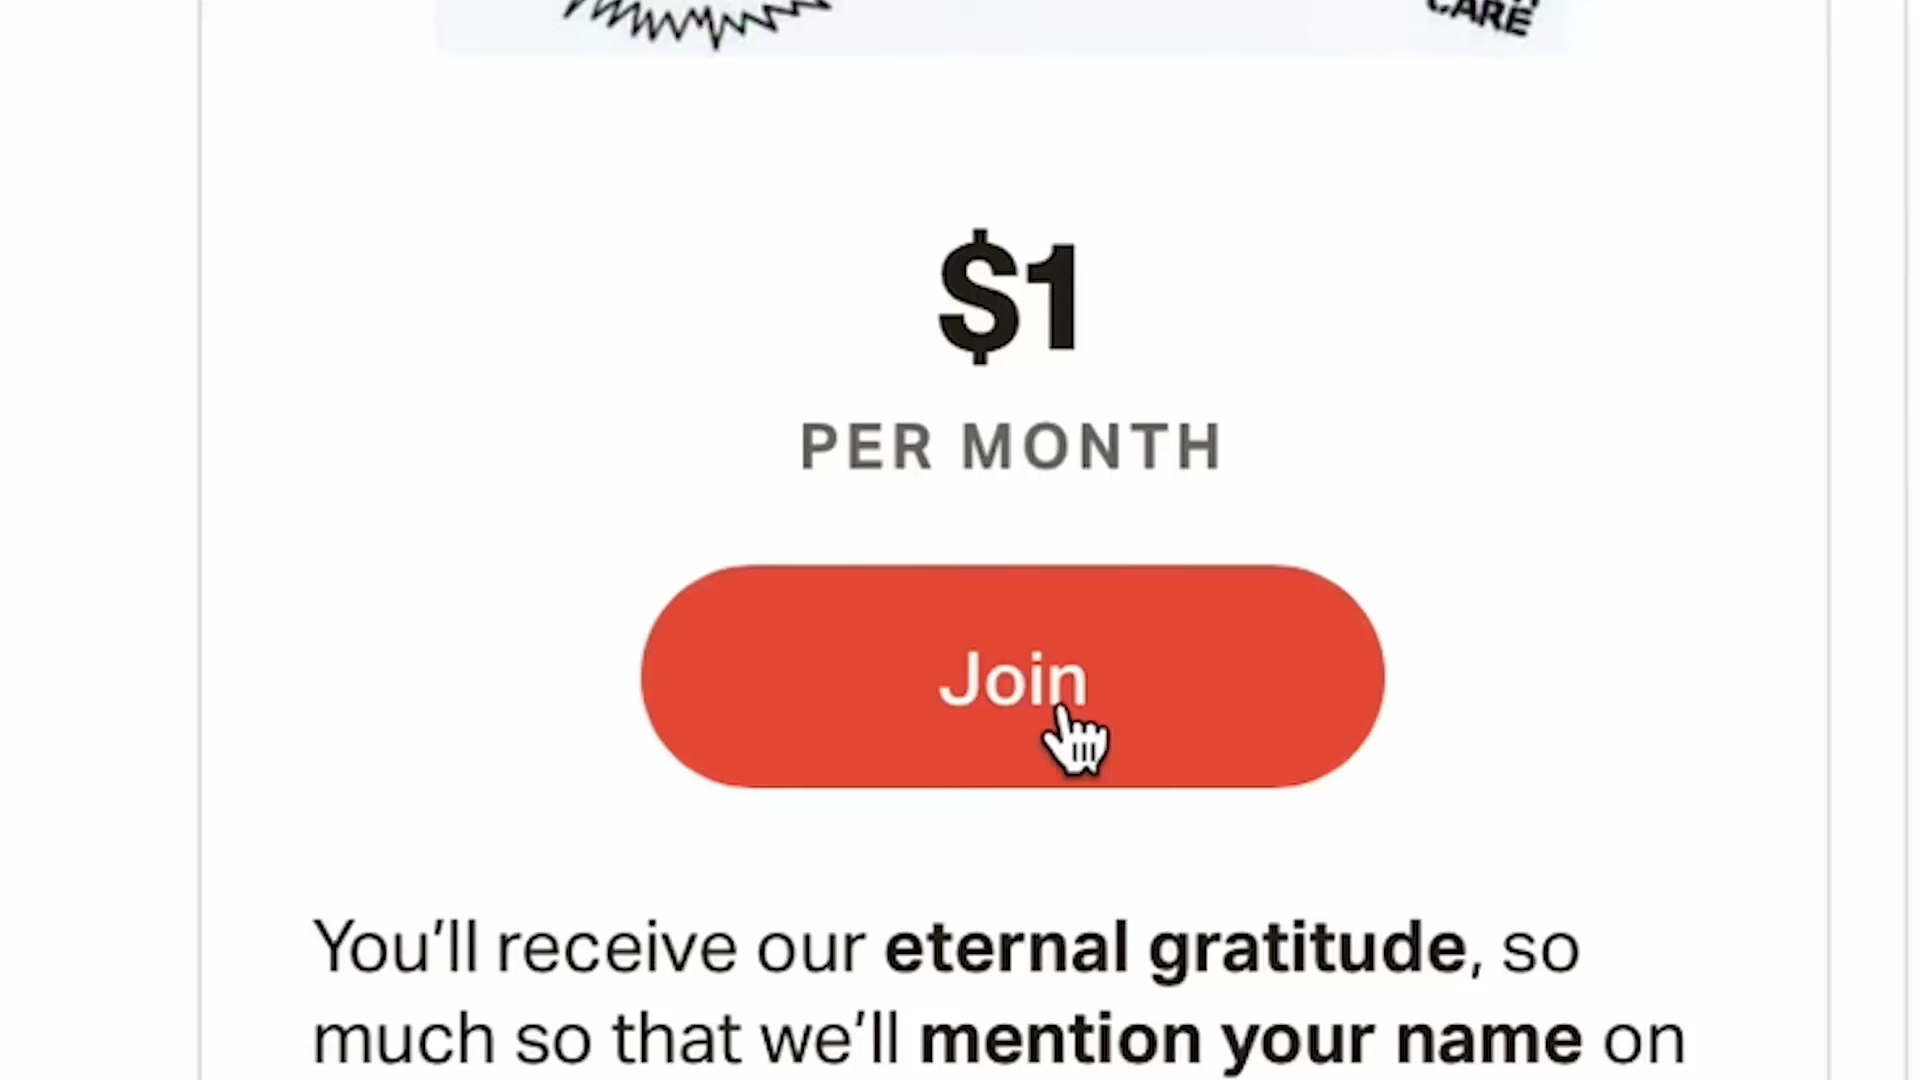 CARE
$1
PER MONTH
Join
You’ll receive our eternal gratitude, so
much so that we’ll mention your name on